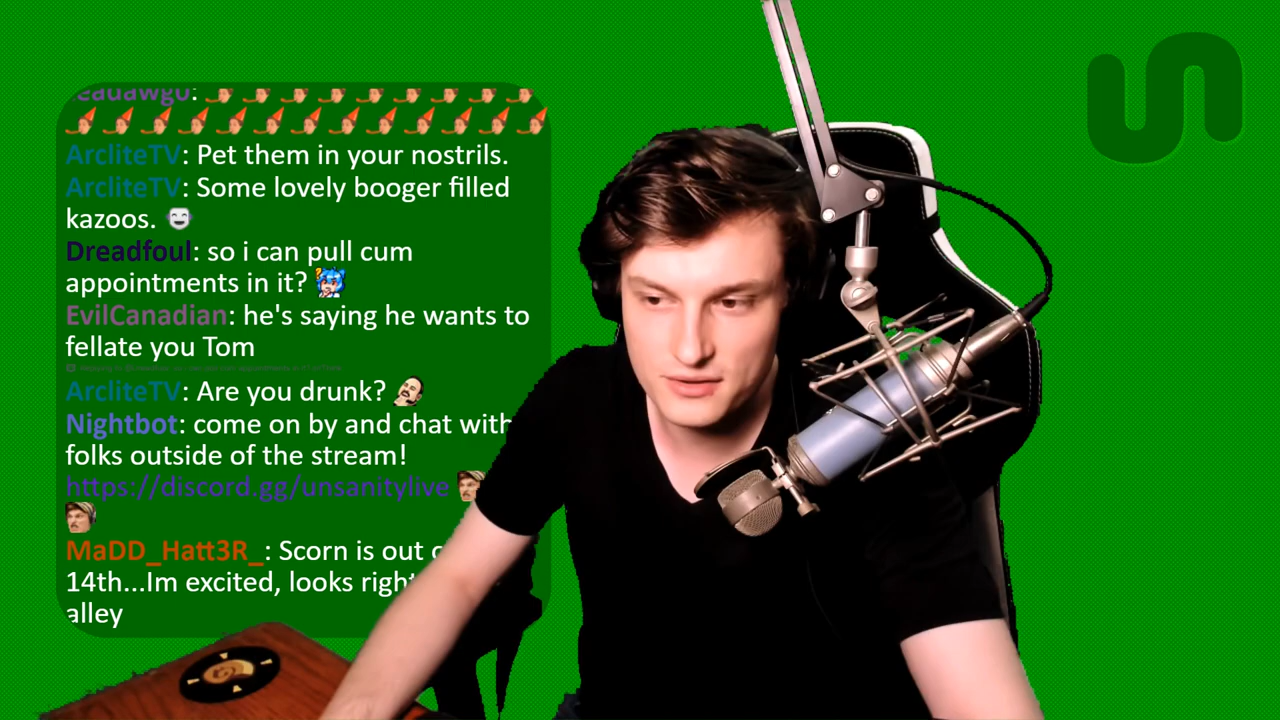 ArcliteTV: Pet them in your nostrils.
ArcliteTV: Some lovely booger filled
kazoos.
Dreadfoul: so i can pull cum
appointments in it?
EvilCanadian: he's saying he wants to
fellate you Tom
ArcliteTV: Are you drunk?
Nightbot: come on by and chat with
folks outside of the stream!
https://discord.gg/unsanitylive
MaDD_Hatt3R_: Scorn is out
14th...Im excited, looks right
alley
un